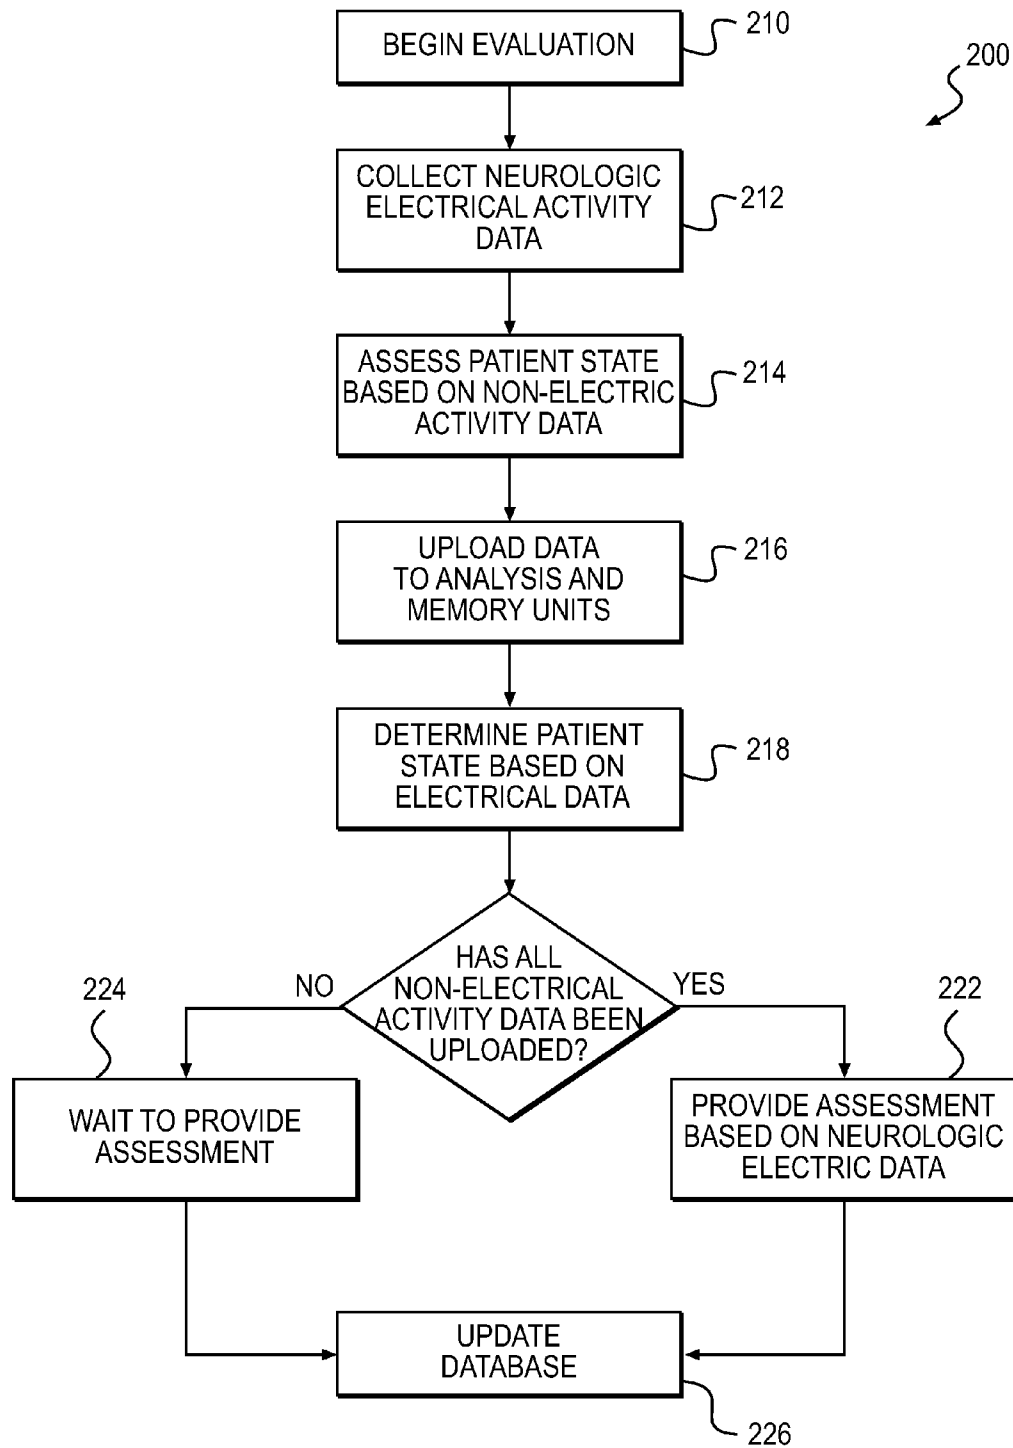 BEGIN EVALUATION
210
200
COLLECT NEUROLOGIC
ELECTRICAL ACTIVITY
DATA
212
ASSESS PATIENT STATE
BASED ON NON-ELECTRIC
ACTIVITY DATA
214
UPLOAD DATA
TO ANALYSIS AND
MEMORY UNITS
216
DETERMINE PATIENT
STATE BASED ON
ELECTRICAL DATA
218
HAS ALL
NON-ELECTRICAL
ACTIVITY DATA BEEN
UPLOADED?
NO
YES
224
222
WAIT TO PROVIDE
ASSESSMENT
PROVIDE ASSESSMENT
BASED ON NEUROLOGIC
ELECTRIC DATA
UPDATE
DATABASE
226